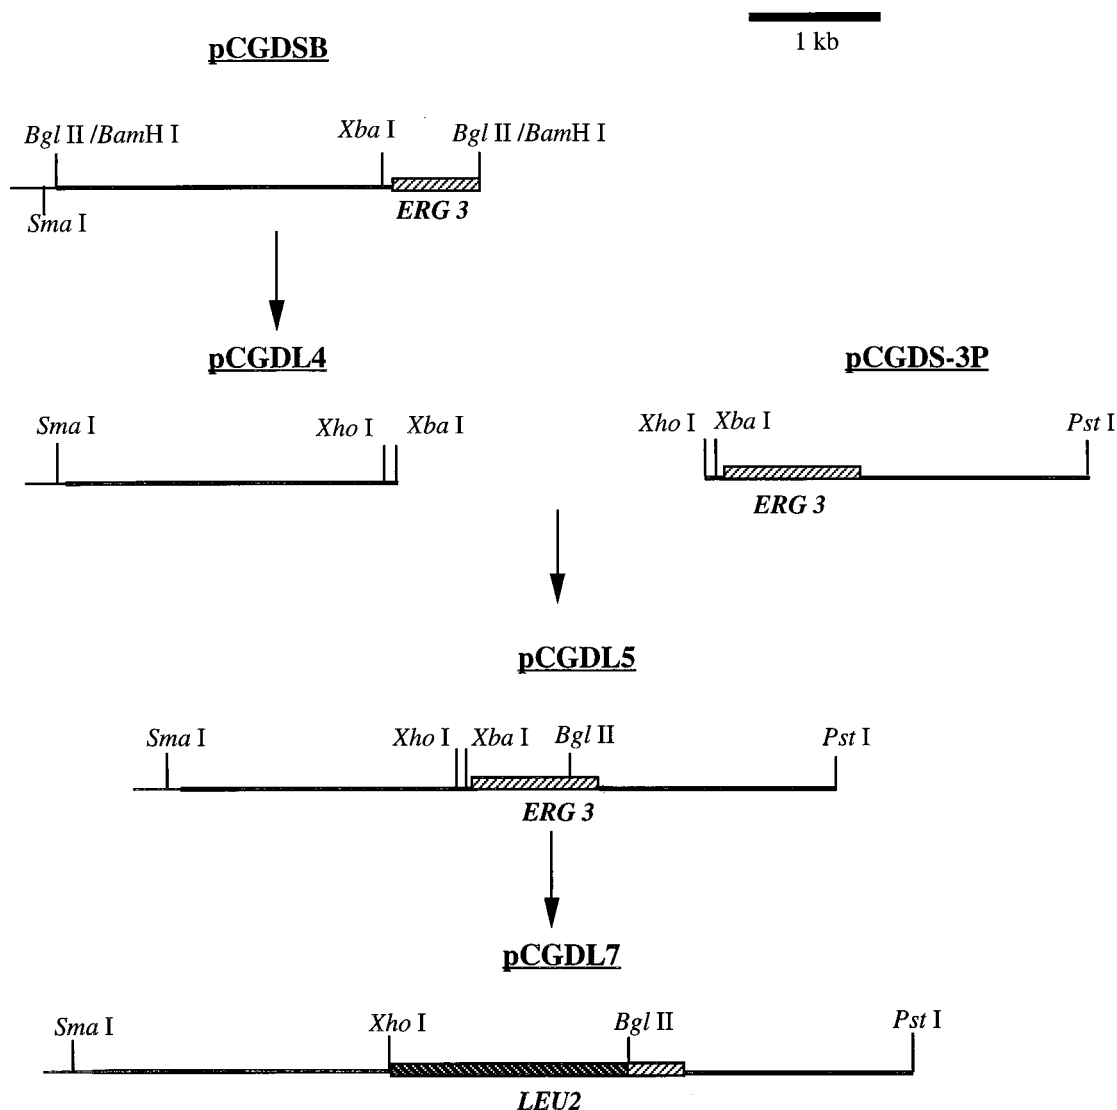 pCGDSB
1 kb
Bgl II /BamH I
Xba I
Bgl II /BamH I
Sma I
ERG 3
pCGDL4
pCGDS-3P
Sma I
Xho I
Xba I
Xho I
Xba I
Pst I
ERG 3
pCGDL5
Sma I
Xho I
Xba I
Bgl II
Pst I
ERG 3
pCGDL7
Sma I
Xho I
Bgl II
Pst I
LEU2